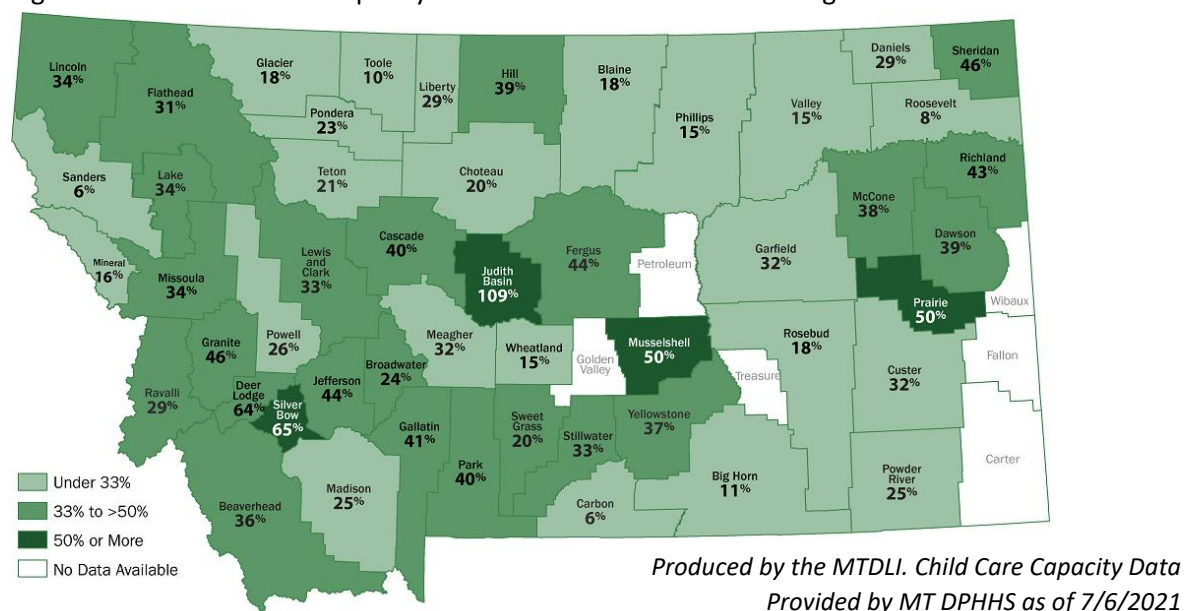 Lincoln
34%
Flathead
31%
Glacier
18%
Toole
10%
Liberty
29%
Hill
39%
Blaine
18%
Phillips
15%
Valley
15%
Daniels
29%
Sheridan
46%
Roosevelt
8%
Pondera
23%
Teton
21%
Choteau
20%
Sanders
6%
Lake
34%
Richland
43%
McCone
38%
Dawson
39%
Garfield
32%
Petroleum
Fergus
44%
Judith
Basin
109%
Cascade
40%
Lewis
and
Clark
33%
Mineral
16%
Missoula
34%
Prairie
50%
Wibaux
Granite
46%
Powell
26%
Meagher
32%
Wheatland
15%
Golden
Valley
Musselshell
50%
Rosebud
18%
Treasure
Custer
32%
Fallon
Ravalli
29%
Deer
Lodge
64%
Silver
Bow
65%
Jefferson
44%
Broadwater
24%
Gallatin
41%
Park
40%
Sweet
Grass
20%
Stillwater
33%
Yellowstone
37%
Big Horn
11%
Powder
River
25%
Carter
Beaverhead
36%
Madison
25%
Carbon
6%
Under 33%
33% to >50%
50% or More
No Data Available
Produced by the MTDLI. Child Care Capacity Data
Provided by MT DPHHS as of 7/6/2021